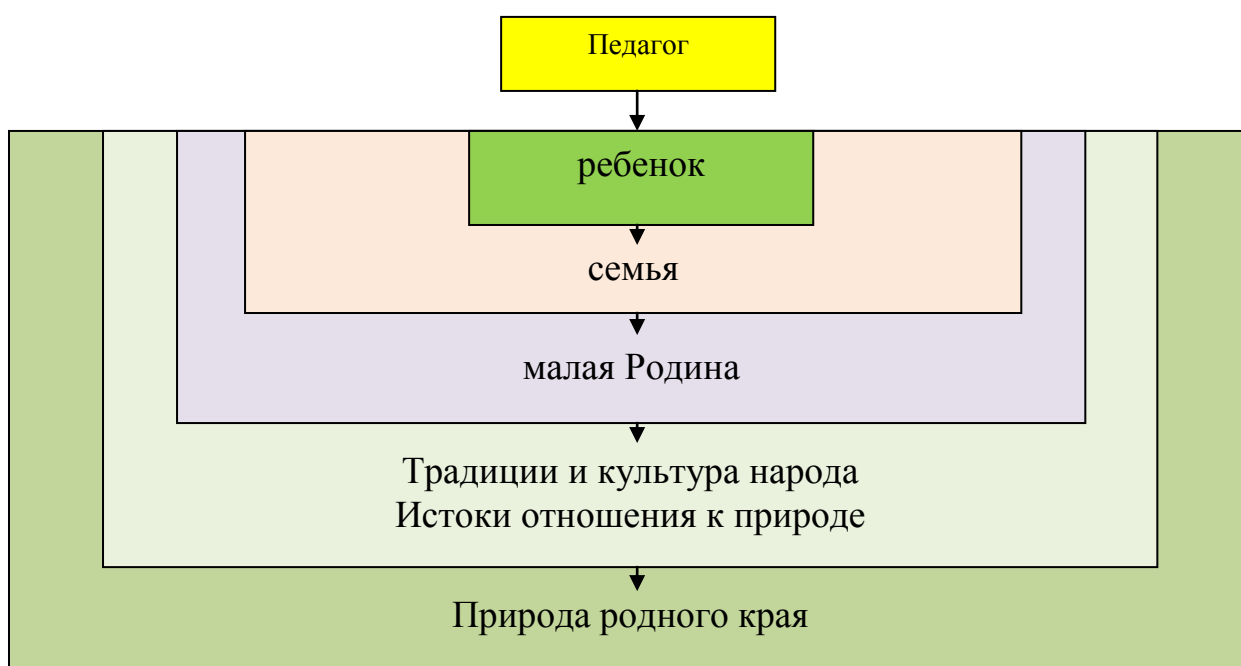 Педагог
ребенок
семья
малая Родина
Традиции и культура народа
Истоки отношения к природе
Природа родного края